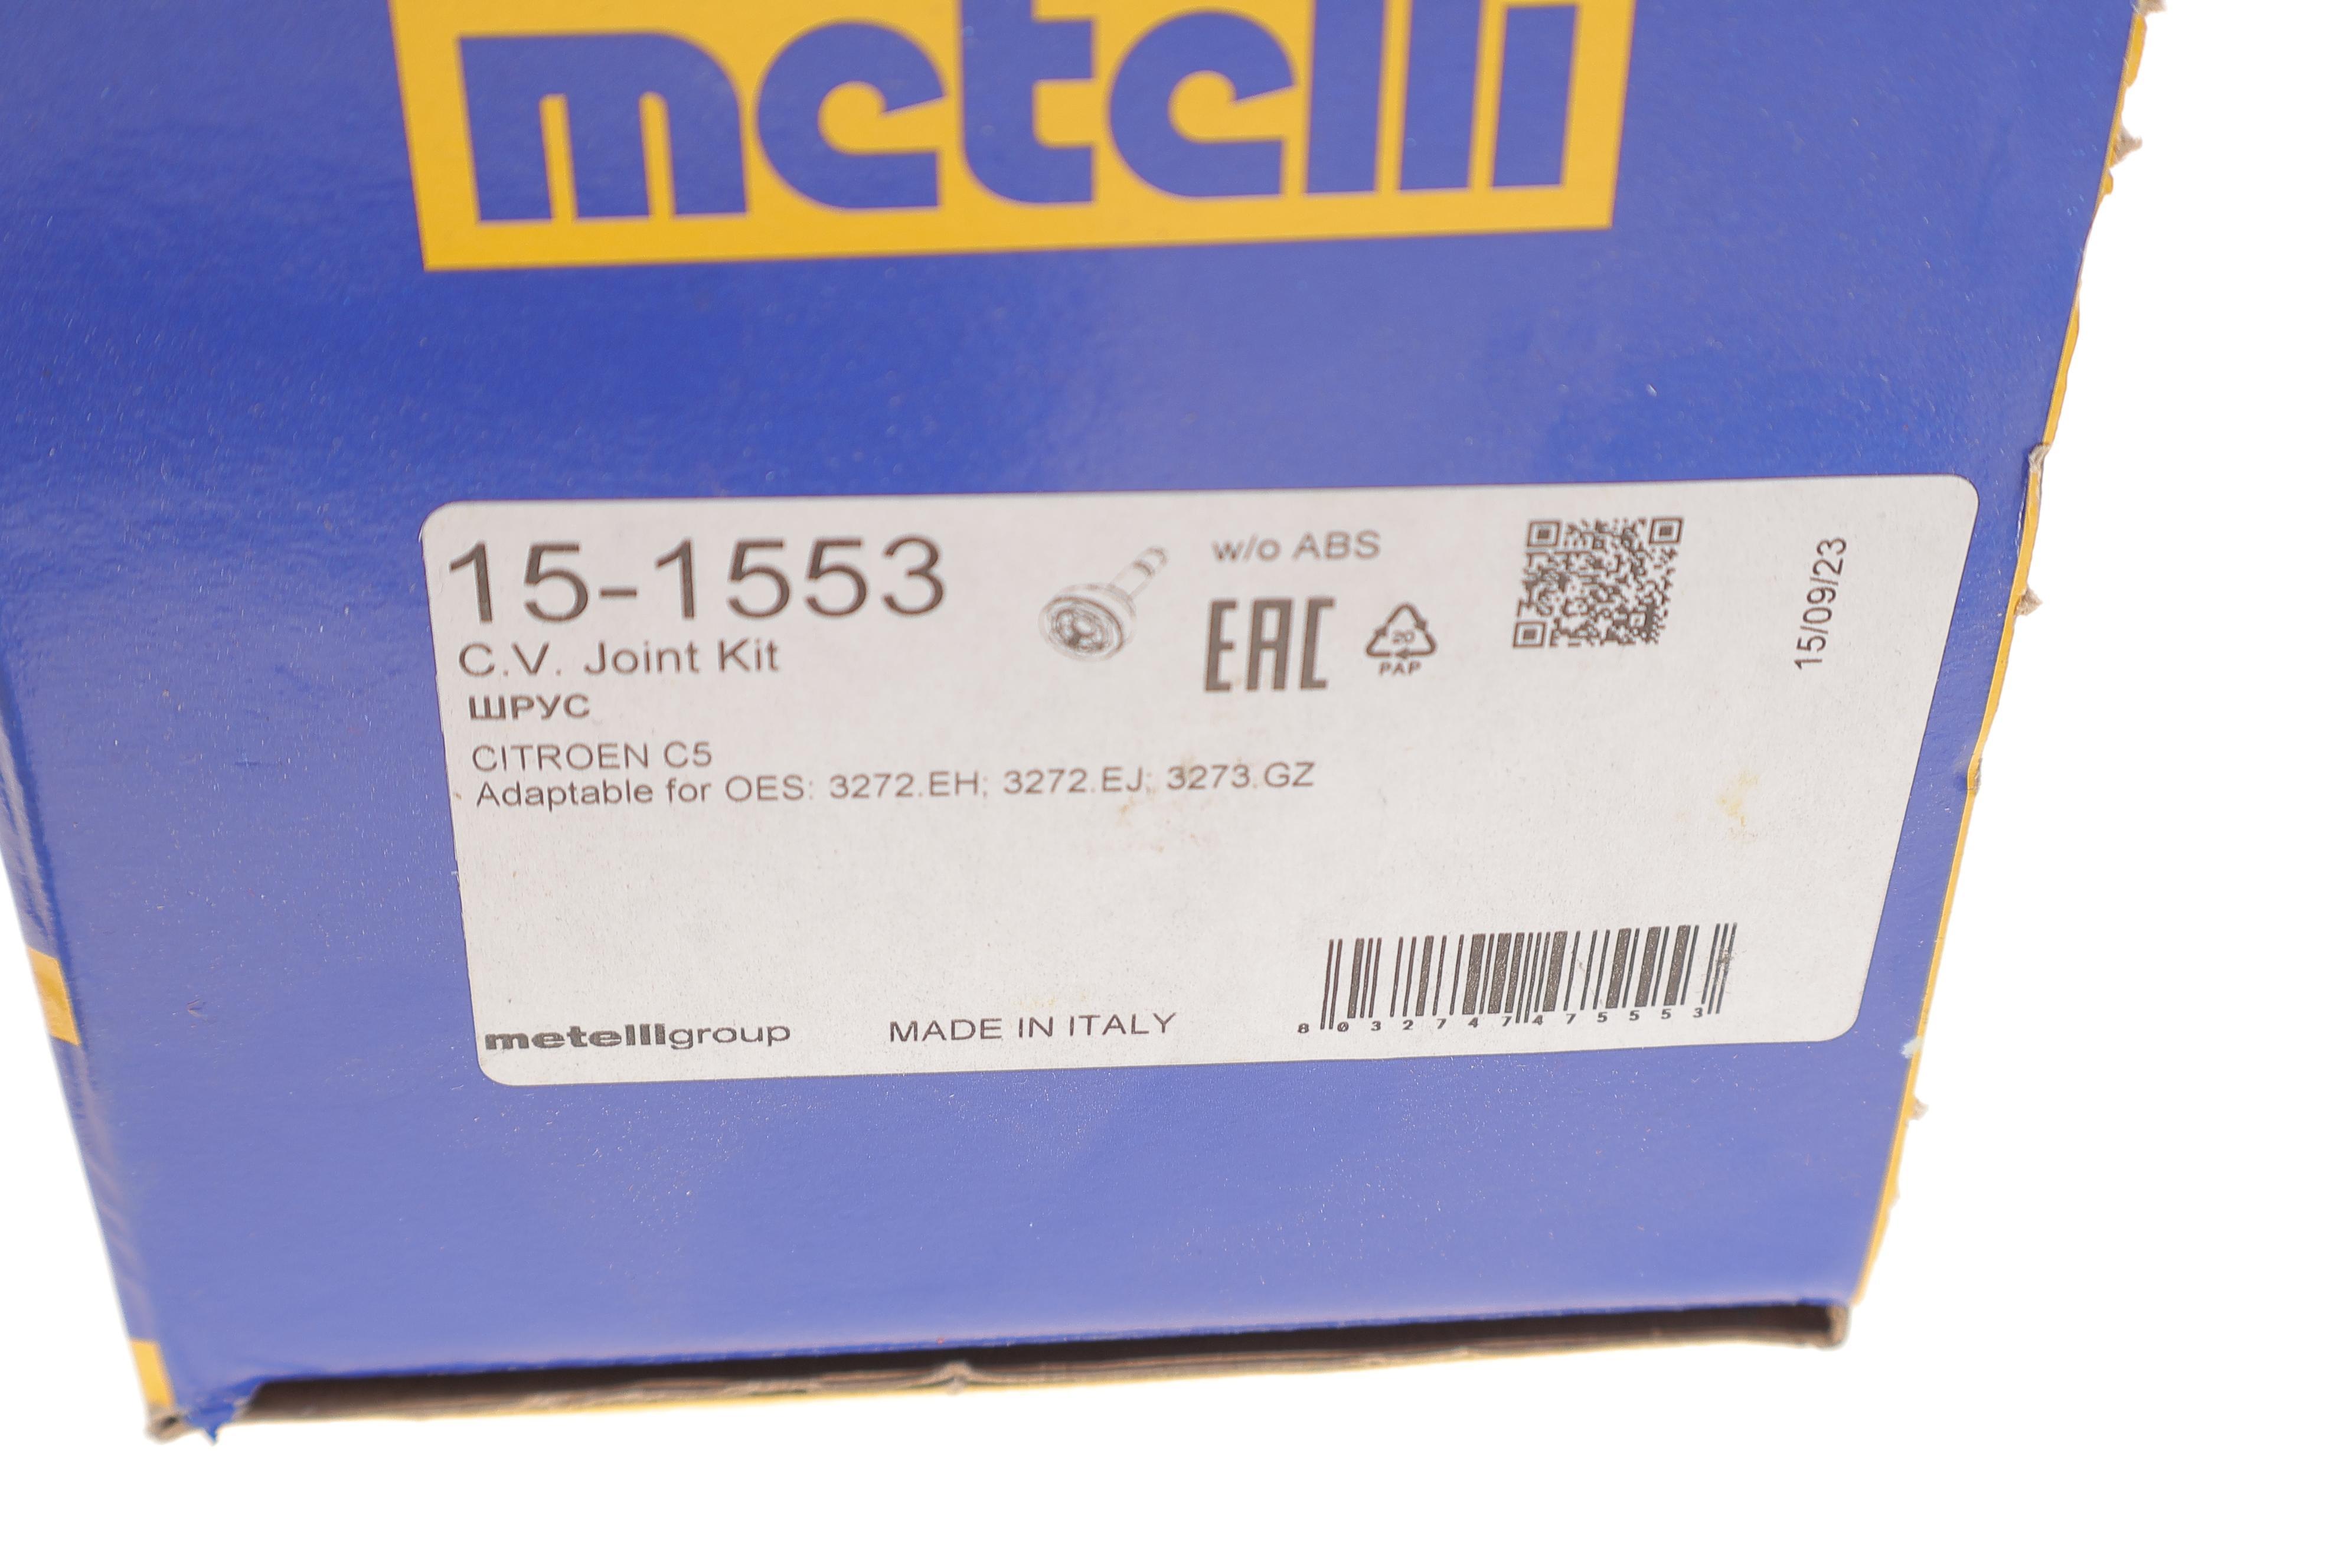 metelli
15-1553
w/o ABS
EAC
20
PAP
C.V. Joint Kit
ШРУС
CITROEN C5
Adaptable for OES: 3272.EH; 3272.EJ; 3273.GZ
15/09/23
metelligroup
MADE IN ITALY
8032747475553